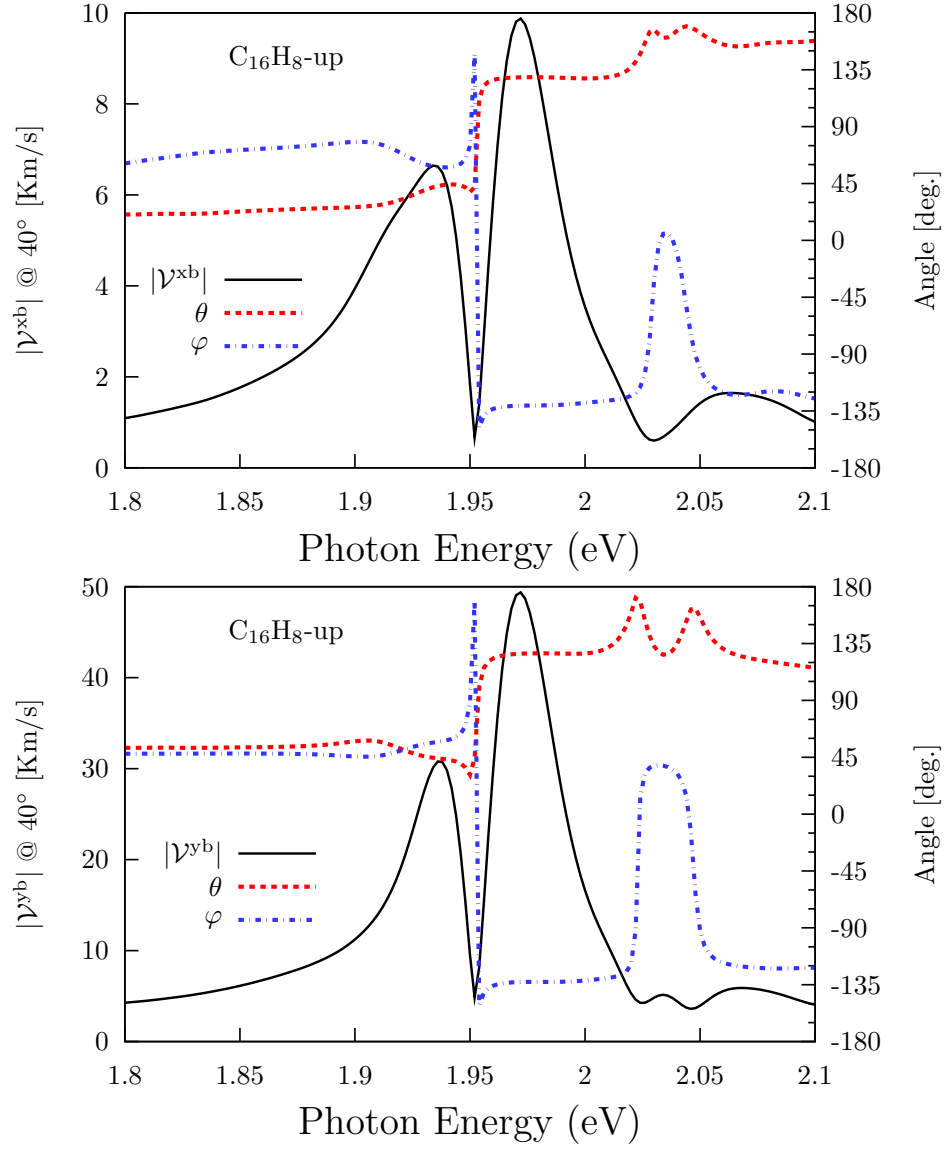 C₁₆H₈-up
|𝒱ˣᵇ| @ 40° [Km/s]
10
8
6
4
2
0
|𝒱ˣᵇ|
θ
φ
180
135
90
45
0
-45
-90
-135
-180
Angle [deg.]
1.8 1.85 1.9 1.95 2 2.05 2.1
Photon Energy (eV)
C₁₆H₈-up
|𝒱ʸᵇ| @ 40° [Km/s]
50
40
30
20
10
0
|𝒱ʸᵇ|
θ
φ
180
135
90
45
0
-45
-90
-135
-180
Angle [deg.]
1.8 1.85 1.9 1.95 2 2.05 2.1
Photon Energy (eV)